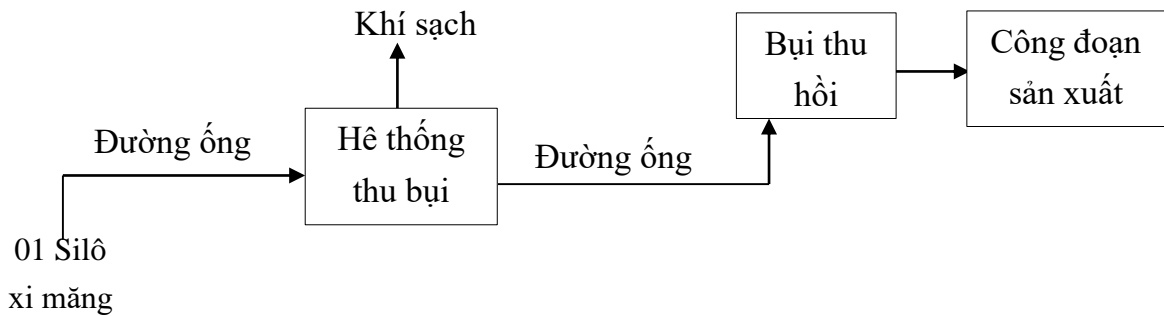 Khí sạch
Đường ống
Hê thống
thu bụi
Đường ống
Bụi thu
hồi
Công đoạn
sản xuất
01 Silô
xi măng